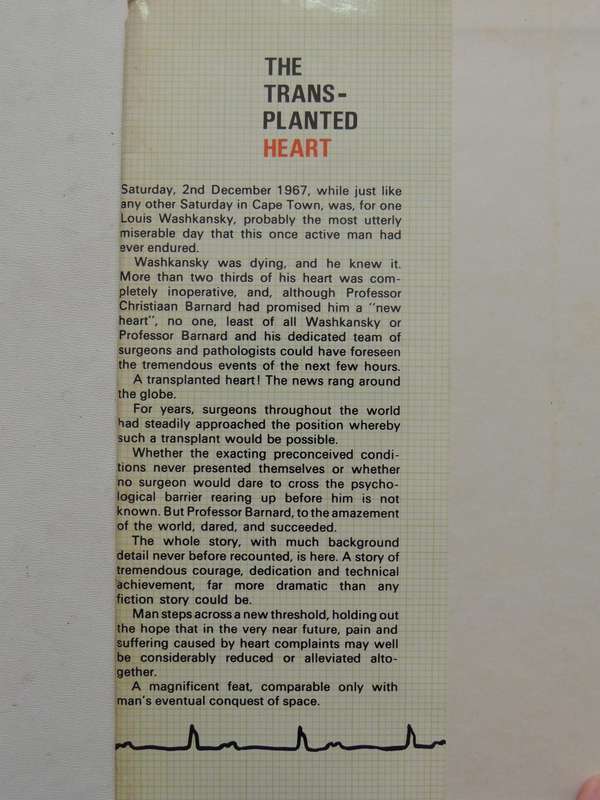 THE
TRANS-
PLANTED
HEART
Saturday, 2nd December 1967, while just like
any other Saturday in Cape Town, was, for one
Louis Washkansky, probably the most utterly
miserable day that this once active man had
ever endured.
Washkansky was dying, and he knew it.
More than two thirds of his heart was com-
pletely inoperative, and, although Professor
Christiaan Barnard had promised him a "new
heart", no one, least of all Washkansky or
Professor Barnard and his dedicated team of
surgeons and pathologists could have foreseen
the tremendous events of the next few hours.
A transplanted heart! The news rang around
the globe.
For years, surgeons throughout the world
had steadily approached the position whereby
such a transplant would be possible.
Whether the exacting preconceived condi-
tions never presented themselves or whether
no surgeon would dare to cross the psycho-
logical barrier rearing up before him is not
known. But Professor Barnard, to the amazement
of the world, dared, and succeeded.
The whole story, with much background
detail never before recounted, is here. A story of
tremendous courage, dedication and technical
achievement, far more dramatic than any
fiction story could be.
Man steps across a new threshold, holding out
the hope that in the very near future, pain and
suffering caused by heart complaints may well
be considerably reduced or alleviated alto-
gether.
A magnificent feat, comparable only with
man's eventual conquest of space.